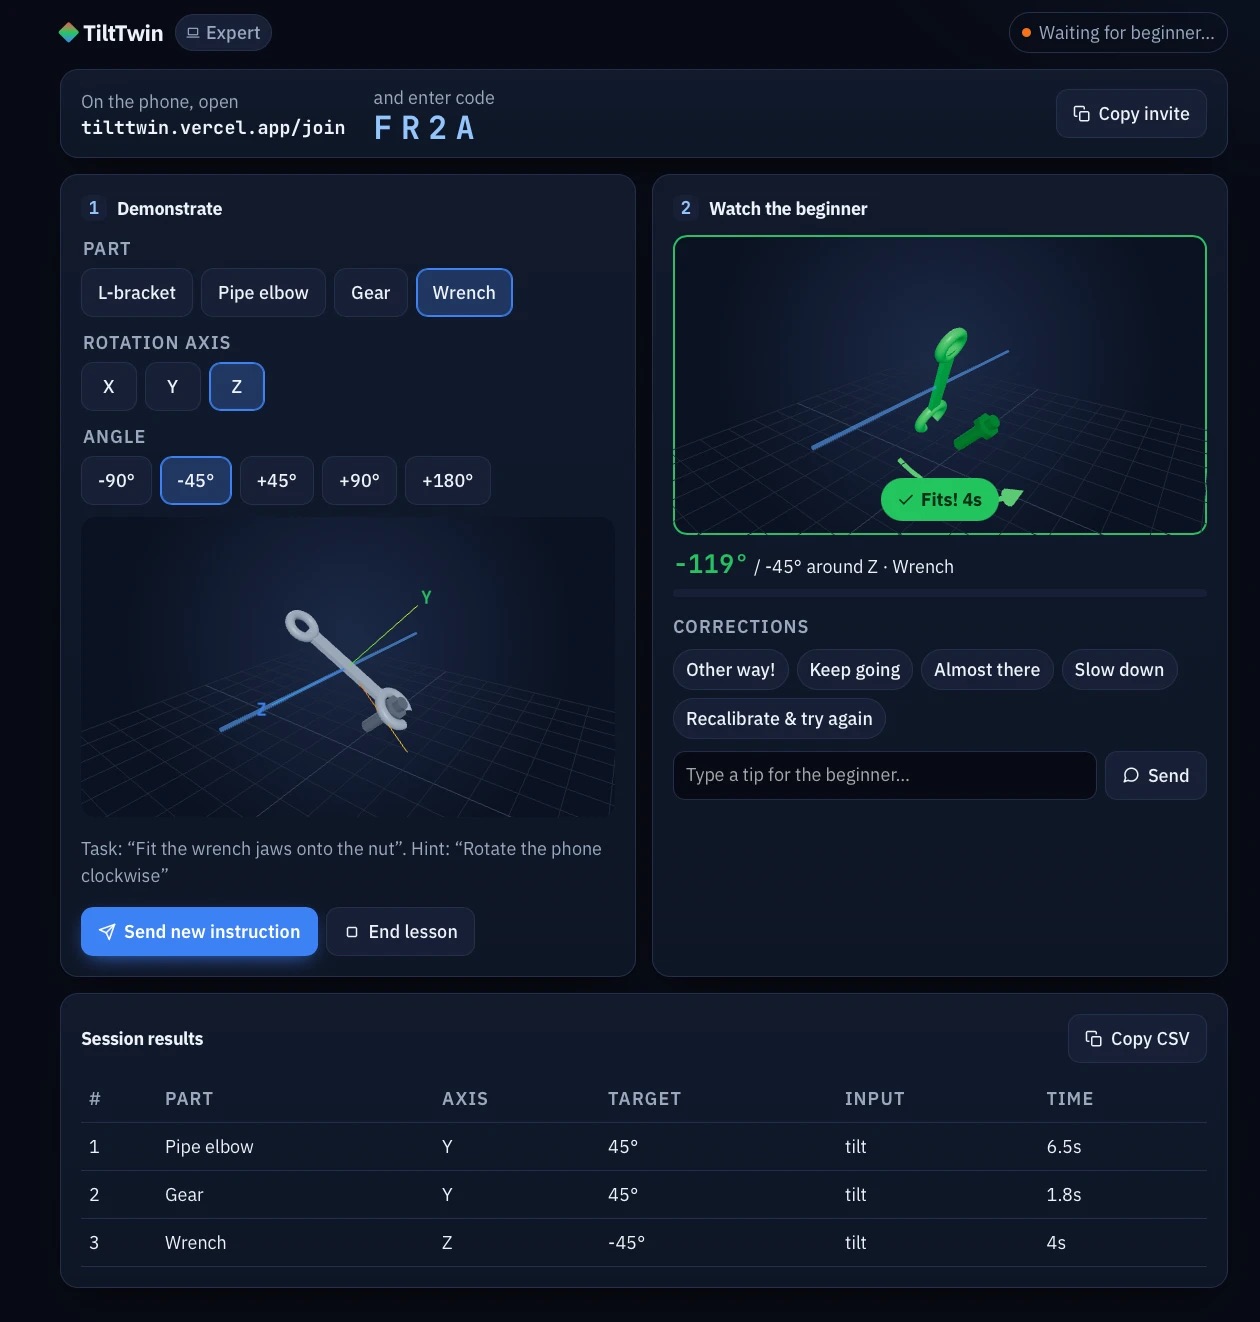 TiltTwin
Expert
Waiting for beginner...
On the phone, open
tilttwin.vercel.app/join
and enter code
FR2A
Copy invite
1 Demonstrate
PART
L-bracket Pipe elbow Gear Wrench
ROTATION AXIS
X Y Z
ANGLE
-90° -45° +45° +90° +180°
Y
Z
Task: “Fit the wrench jaws onto the nut”. Hint: “Rotate the phone
clockwise”
Send new instruction End lesson
2 Watch the beginner
Fits! 4s
-119° / -45° around Z · Wrench
CORRECTIONS
Other way! Keep going Almost there Slow down
Recalibrate & try again
Type a tip for the beginner...
Send
Session results
Copy CSV
# PART AXIS TARGET INPUT TIME
1 Pipe elbow Y 45° tilt 6.5s
2 Gear Y 45° tilt 1.8s
3 Wrench Z -45° tilt 4s